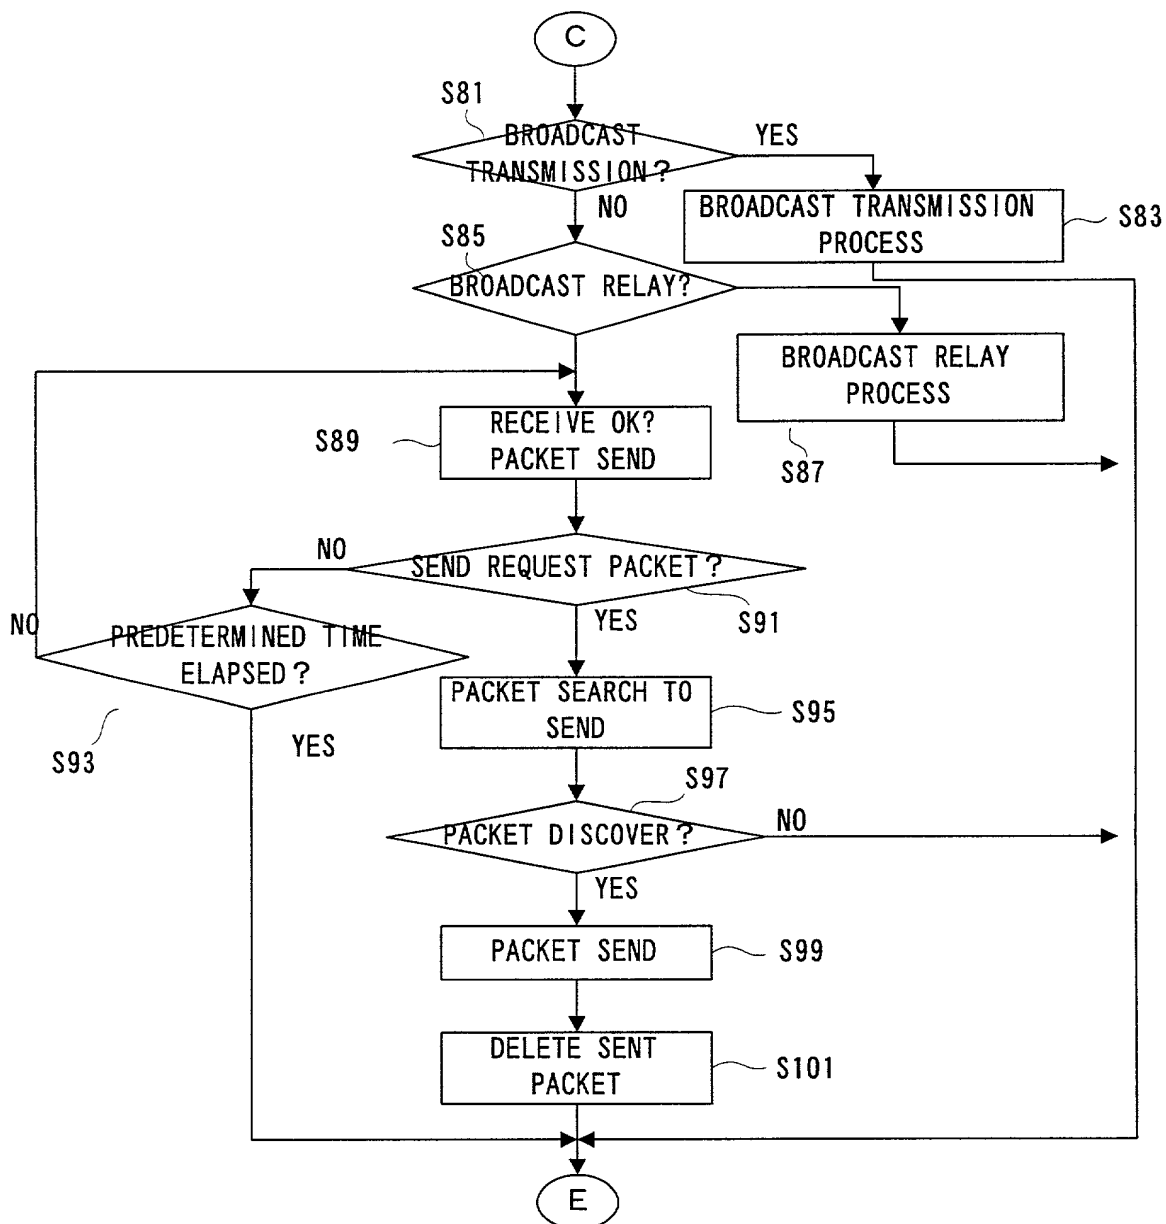 C
S81
BROADCAST
TRANSMISSION?
YES
NO
BROADCAST TRANSMISSION
PROCESS
S83
S85
BROADCAST RELAY?
BROADCAST RELAY
PROCESS
S87
S89
RECEIVE OK?
PACKET SEND
NO
SEND REQUEST PACKET?
YES
S91
NO
PREDETERMINED TIME
ELAPSED?
S93
YES
PACKET SEARCH TO
SEND
S95
S97
PACKET DISCOVER?
NO
YES
PACKET SEND
S99
DELETE SENT
PACKET
S101
E